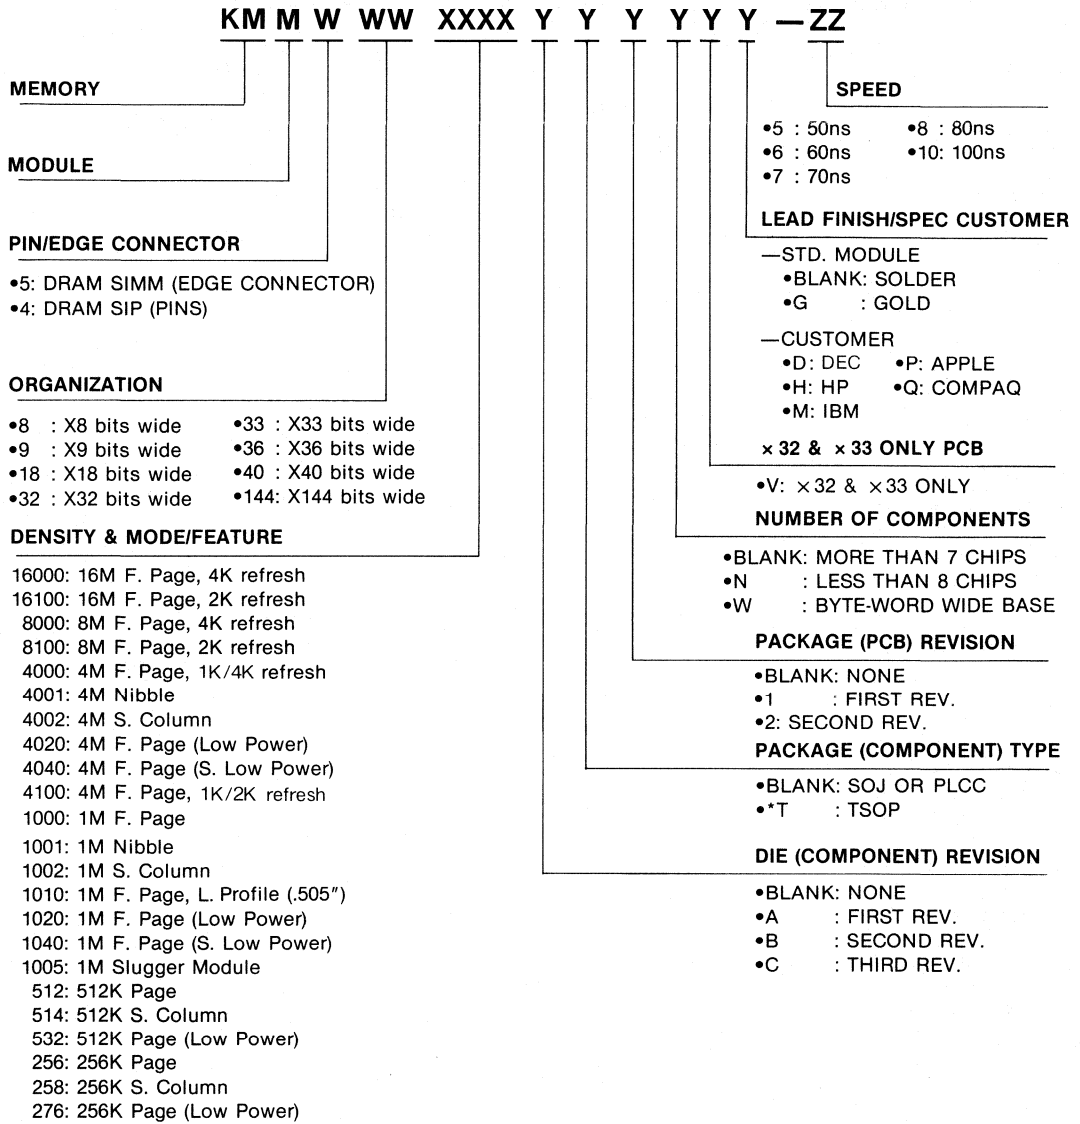 KM M W WW XXXX Y Y Y Y Y Y —ZZ
MEMORY
MODULE
PIN/EDGE CONNECTOR
•5: DRAM SIMM (EDGE CONNECTOR)
•4: DRAM SIP (PINS)
ORGANIZATION
•8 : X8 bits wide •33 : X33 bits wide
•9 : X9 bits wide •36 : X36 bits wide
•18 : X18 bits wide •40 : X40 bits wide
•32 : X32 bits wide •144: X144 bits wide
DENSITY & MODE/FEATURE
16000: 16M F. Page, 4K refresh
16100: 16M F. Page, 2K refresh
8000: 8M F. Page, 4K refresh
8100: 8M F. Page, 2K refresh
4000: 4M F. Page, 1K/4K refresh
4001: 4M Nibble
4002: 4M S. Column
4020: 4M F. Page (Low Power)
4040: 4M F. Page (S. Low Power)
4100: 4M F. Page, 1K/2K refresh
1000: 1M F. Page
1001: 1M Nibble
1002: 1M S. Column
1010: 1M F. Page, L. Profile (.505″)
1020: 1M F. Page (Low Power)
1040: 1M F. Page (S. Low Power)
1005: 1M Slugger Module
512: 512K Page
514: 512K S. Column
532: 512K Page (Low Power)
256: 256K Page
258: 256K S. Column
276: 256K Page (Low Power)
SPEED
•5 : 50ns •8 : 80ns
•6 : 60ns •10: 100ns
•7 : 70ns
LEAD FINISH/SPEC CUSTOMER
—STD. MODULE
•BLANK: SOLDER
•G : GOLD
—CUSTOMER
•D: DEC •P: APPLE
•H: HP •Q: COMPAQ
•M: IBM
×32 & ×33 ONLY PCB
•V: ×32 & ×33 ONLY
NUMBER OF COMPONENTS
•BLANK: MORE THAN 7 CHIPS
•N : LESS THAN 8 CHIPS
•W : BYTE-WORD WIDE BASE
PACKAGE (PCB) REVISION
•BLANK: NONE
•1 : FIRST REV.
•2: SECOND REV.
PACKAGE (COMPONENT) TYPE
•BLANK: SOJ OR PLCC
•*T : TSOP
DIE (COMPONENT) REVISION
•BLANK: NONE
•A : FIRST REV.
•B : SECOND REV.
•C : THIRD REV.